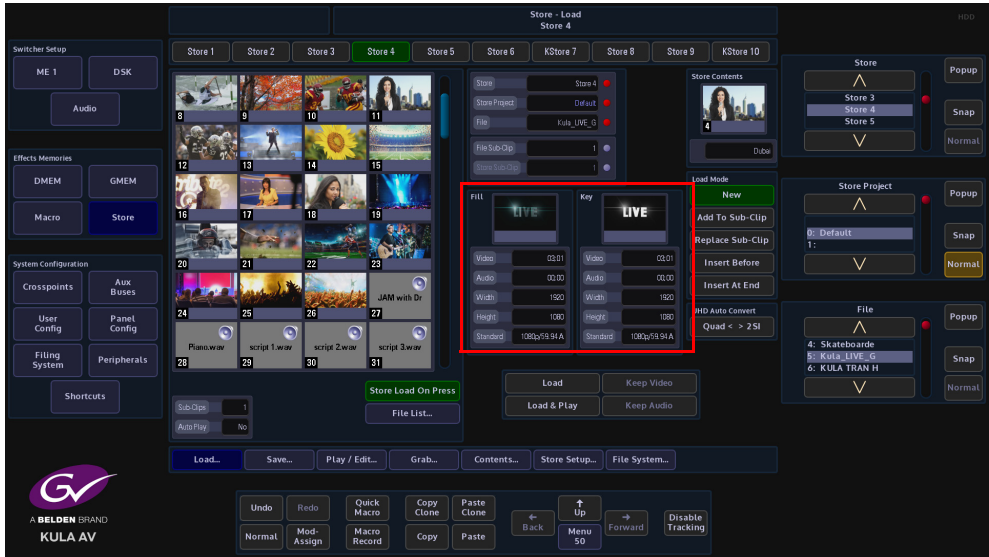 Store - Load
Store 4
HDD
Switcher Setup
ME 1
DSK
Audio
Effects Memories
DMEM
GMEM
Macro
Store
System Configuration
Crosspoints
Aux
Buses
User
Config
Panel
Config
Filing
System
Peripherals
Shortcuts
GV
A BELDEN BRAND
KULA AV
Store 1
Store 2
Store 3
Store 4
Store 5
Store 6
KStore 7
Store 8
Store 9
KStore 10
8
9
10
11
12
13
14
15
16
17
18
19
20
21
22
23
24
25
26
JAM with Dr
27
Piano.wav
28
script 1.wav
29
script 2.wav
30
script 3.wav
31
Sub-Clips
1
Auto Play
No
Store Load On Press
File List...
Store
Store 4
Store Project
Default
File
Kula_LIVE_G
File Sub-Clip
1
Store Sub-Clip
1
Fill
LIVE
Video
03;01
Audio
00;00
Width
1920
Height
1080
Standard
1080p/59.94 A
Key
LIVE
Video
03;01
Audio
00;00
Width
1920
Height
1080
Standard
1080p/59.94 A
Load
Keep Video
Load & Play
Keep Audio
Store Contents
4
Dubai
Load Mode
New
Add To Sub-Clip
Replace Sub-Clip
Insert Before
Insert At End
HD Auto Convert
Quad < > 2SI
Store
Store 3
Store 4
Store 5
Popup
Snap
Normal
Store Project
0: Default
1:
Popup
Snap
Normal
File
4: Skateboarde
5: Kula_LIVE_G
6: KULA TRAN H
Popup
Snap
Normal
Load...
Save...
Play / Edit...
Grab...
Contents...
Store Setup...
File System...
Undo
Redo
Normal
Mod-
Assign
Quick
Macro
Macro
Record
Copy
Clone
Paste
Clone
Copy
Paste
Back
Up
Menu
50
Forward
Disable
Tracking